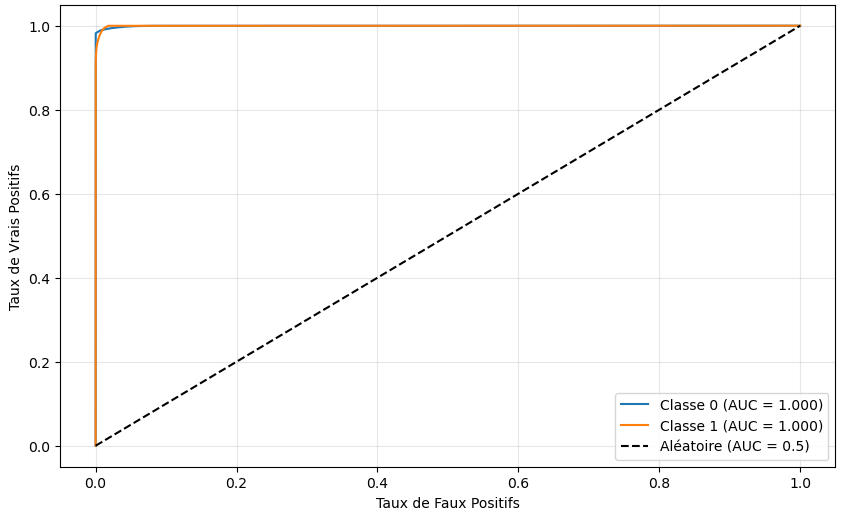 1.0
0.8
0.6
0.4
0.2
0.0
Taux de Vrais Positifs
0.0 0.2 0.4 0.6 0.8 1.0
Taux de Faux Positifs
Classe 0 (AUC = 1.000)
Classe 1 (AUC = 1.000)
Aléatoire (AUC = 0.5)